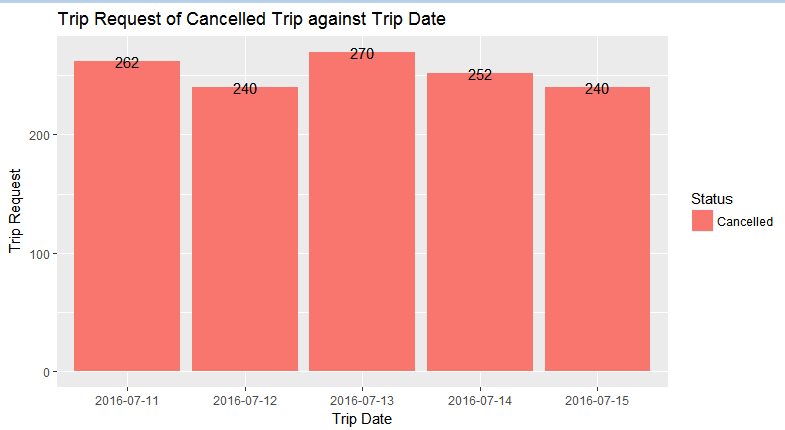 Trip Request of Cancelled Trip against Trip Date
262
240
270
252
240
200
100
0
Trip Request
2016-07-11
2016-07-12
2016-07-13
2016-07-14
2016-07-15
Trip Date
Status
Cancelled